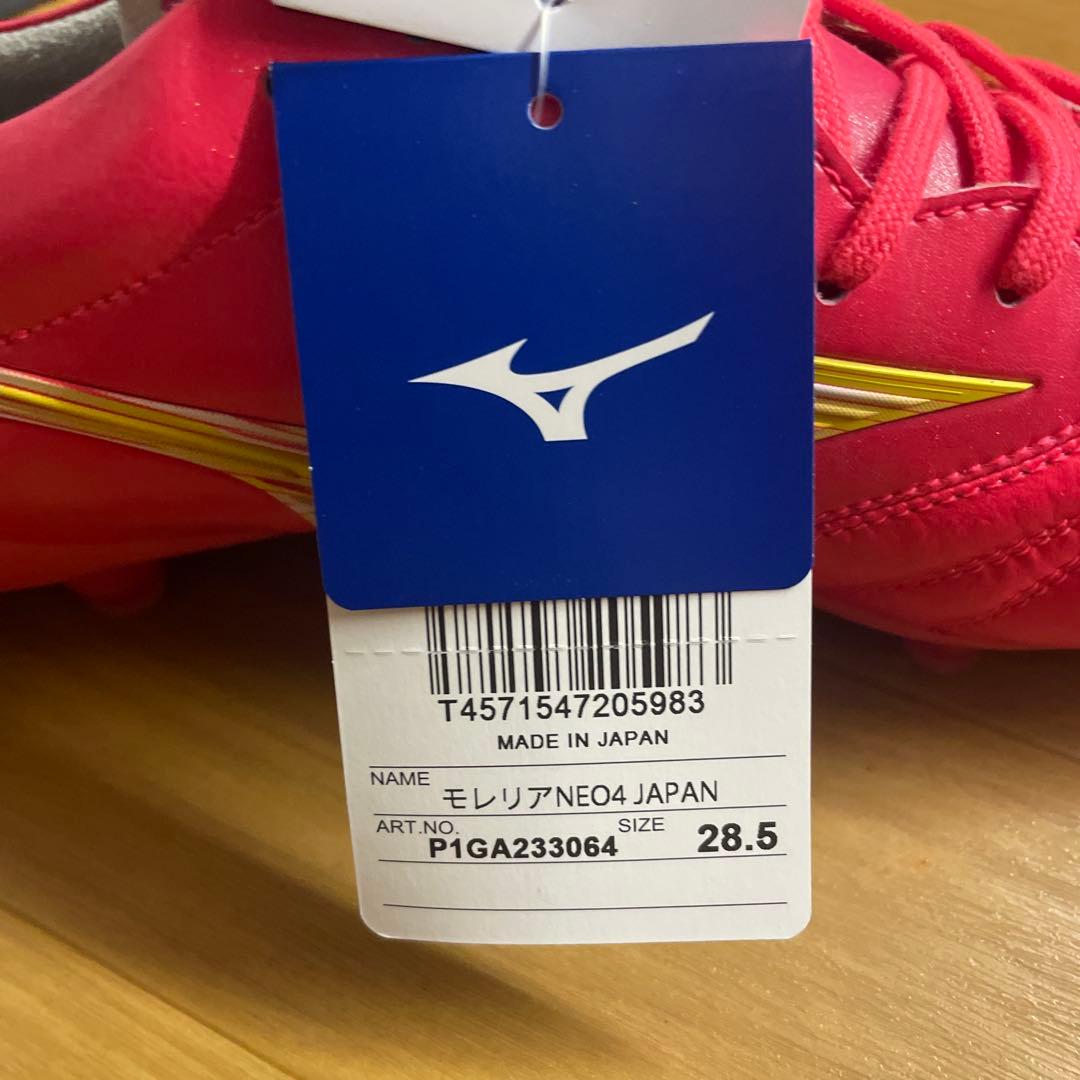 T4571547205983
MADE IN JAPAN
NAME
モレリアNEO4 JAPAN
ART.NO.
P1GA233064
SIZE
28.5